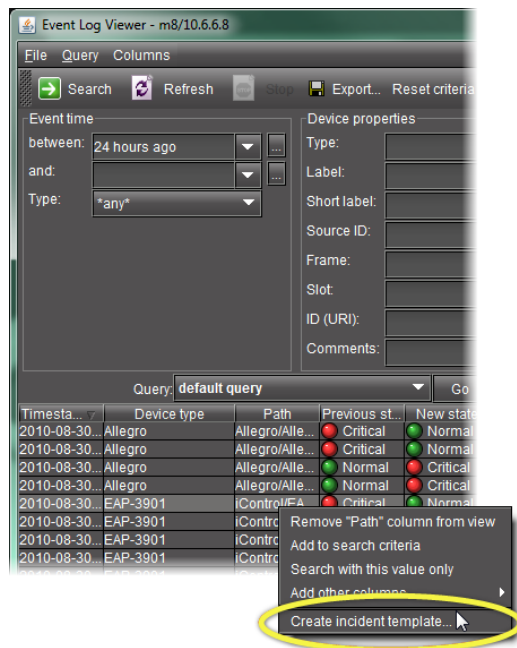 Event Log Viewer - m8/10.6.6.8
File Query Columns
Search Refresh Stop Export... Reset criteria
Event time
between: 24 hours ago ...
and: ...
Type: *any*
Device properties
Type:
Label:
Short label:
Source ID:
Frame:
Slot:
ID (URI):
Comments:
Query: default query Go
Timesta... Device type Path Previous st... New state
2010-08-30... Allegro Allegro/Alle... Critical Normal
2010-08-30... Allegro Allegro/Alle... Critical Normal
2010-08-30... Allegro Allegro/Alle... Normal Critical
2010-08-30... Allegro Allegro/Alle... Normal Critical
2010-08-30... EAP-3901 iControl/EA... Critical Normal
2010-08-30... EAP-3901 iContro
2010-08-30... EAP-3901 iContro
2010-08-30... EAP-3901 iContro
Remove "Path" column from view
Add to search criteria
Search with this value only
Add other columns
Create incident template...